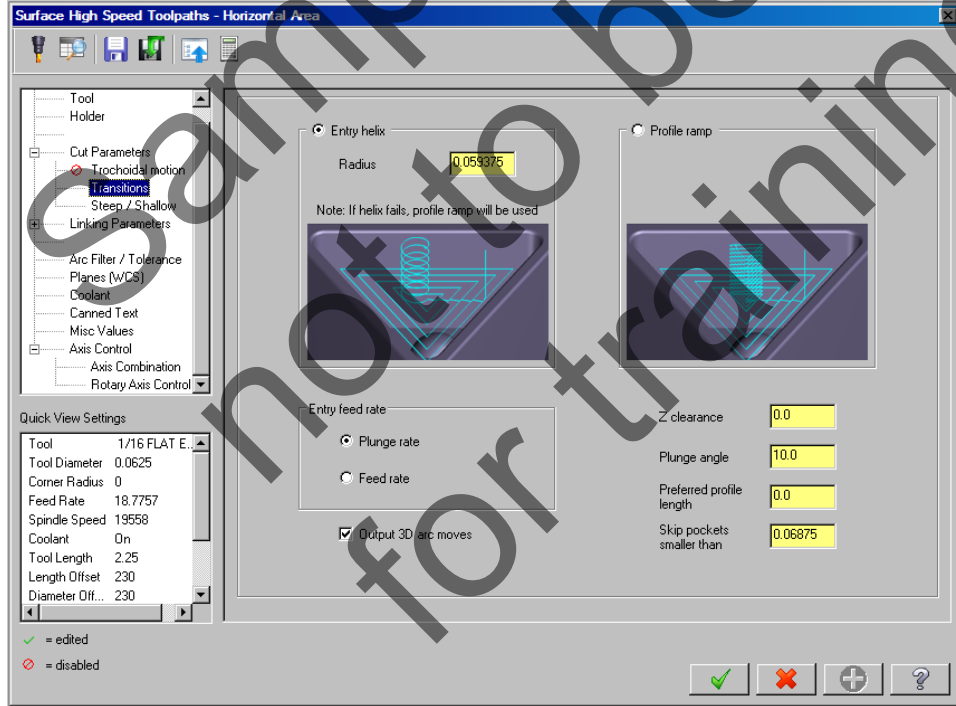 Surface High Speed Toolpaths - Horizontal Area
Tool
Holder
Cut Parameters
Trochoidal motion
Transitions
Steep / Shallow
Linking Parameters
Arc Filter / Tolerance
Planes (WCS)
Coolant
Canned Text
Misc Values
Axis Control
Axis Combination
Rotary Axis Control
Quick View Settings
Tool 1/16 FLAT E...
Tool Diameter 0.0625
Corner Radius 0
Feed Rate 18.7757
Spindle Speed 19558
Coolant On
Tool Length 2.25
Length Offset 230
Diameter Off... 230
= edited
= disabled
Entry helix
Radius 0.059375
Note: If helix fails, profile ramp will be used
Profile ramp
Entry feed rate
Plunge rate
Feed rate
Output 3D arc moves
Z clearance 0.0
Plunge angle 10.0
Preferred profile
length 0.0
Skip pockets
smaller than 0.06875
Sample
not to be
for training